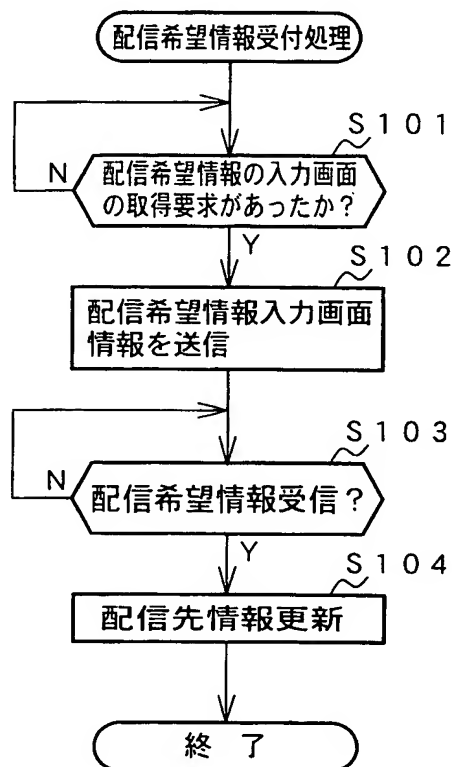 配信希望情報受付処理
S101
N
配信希望情報の入力画面
の取得要求があったか?
Y
S102
配信希望情報入力画面
情報を送信
S103
N
配信希望情報受信?
Y
S104
配信先情報更新
終 了